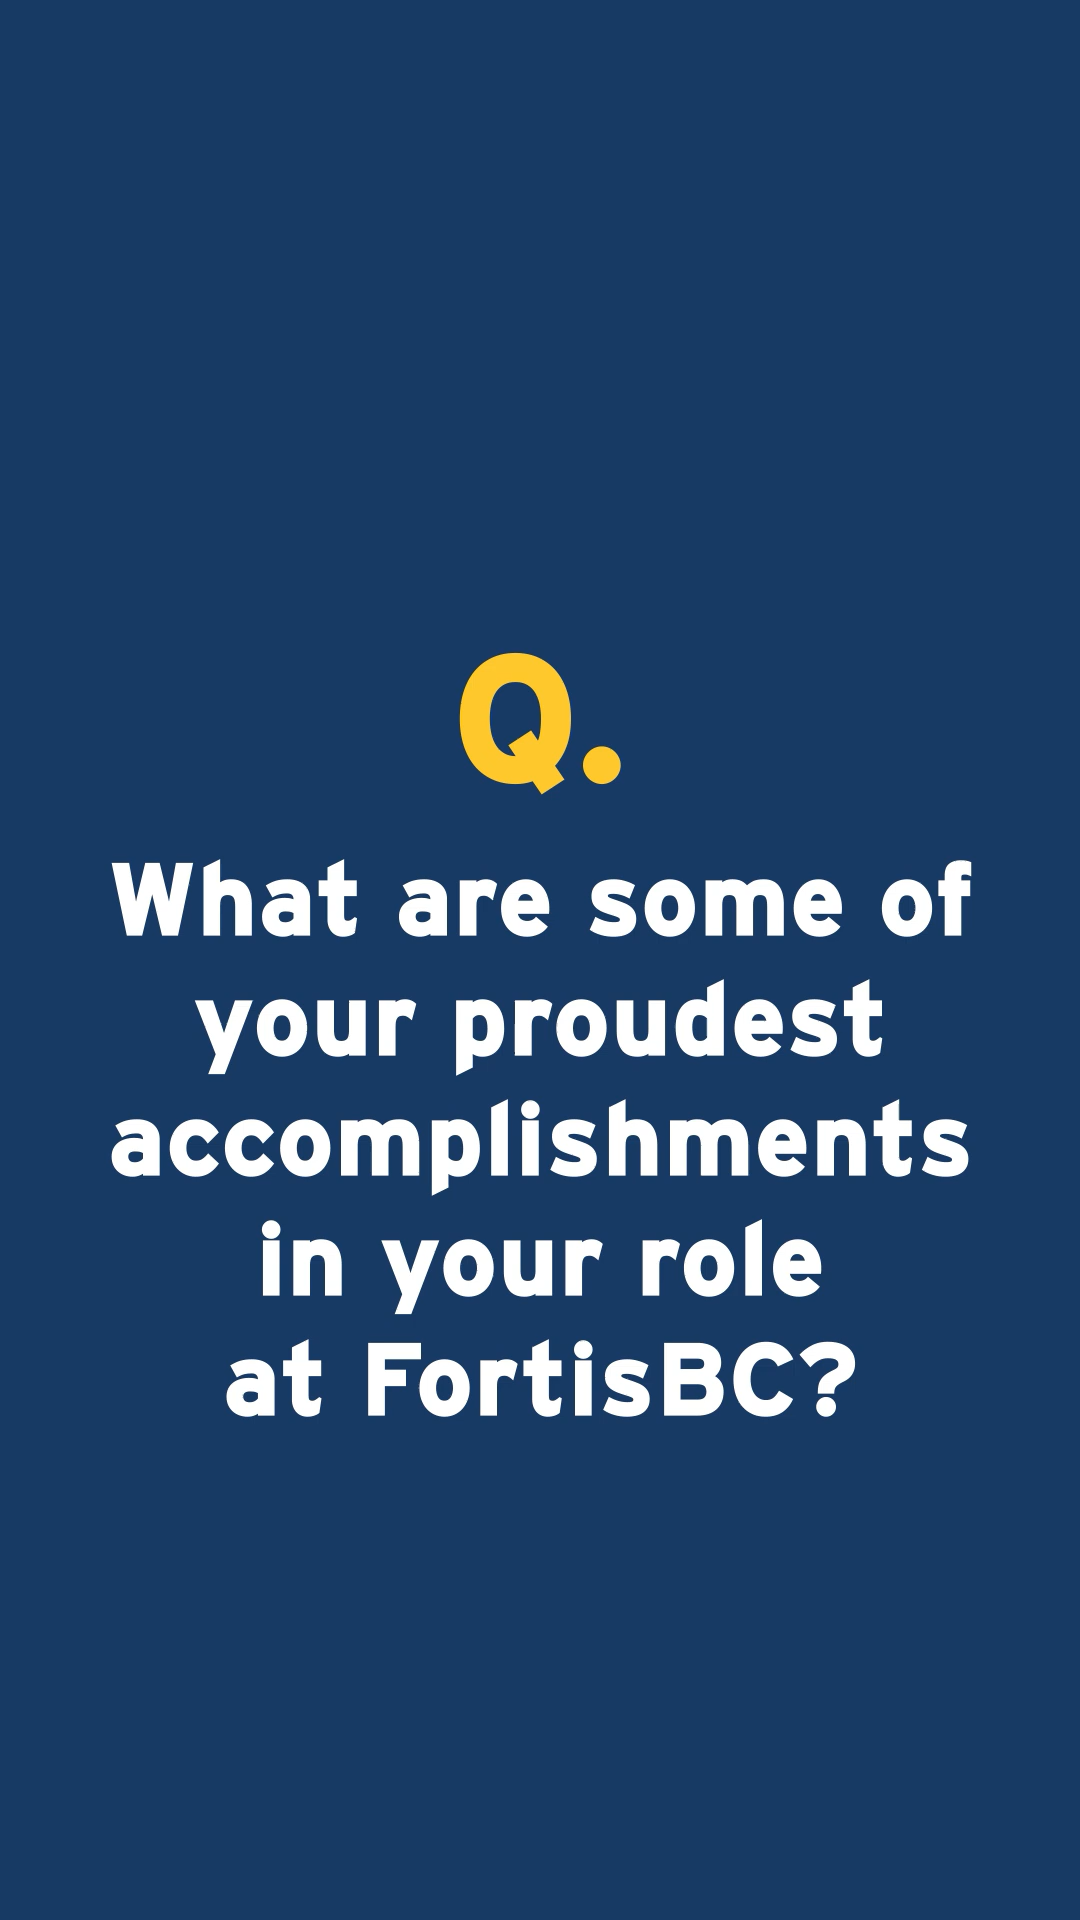 Q.
What are some of
your proudest
accomplishments
in your role
at FortisBC?